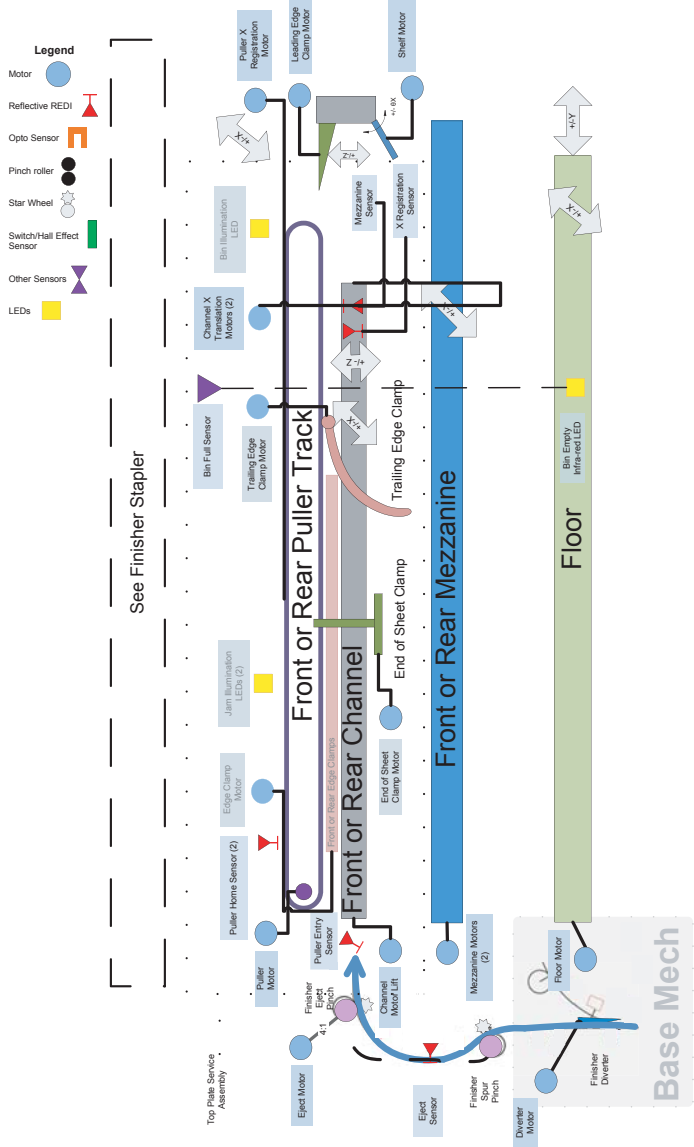 Legend
Motor
Reflective REDI
Opto Sensor
Pinch roller
Star Wheel
Switch/Hall Effect
Sensor
Other Sensors
LEDs
See Finisher Stapler
Puller X
Registration
Motor
Leading Edge
Clamp Motor
Shelf Motor
+/-θX
X-/+
Z-/+
+/-Y
X-/+
Bin Illumination
LED
Mezzanine
Sensor
X Registration
Sensor
Channel X
Translation
Motors (2)
X-/+
Z -/+
X-/+
Bin Full Sensor
Trailing Edge
Clamp Motor
Trailing Edge Clamp
Bin Empty
Infra-red LED
Front or Rear Puller Track
Front or Rear Edge Clamps
Front or Rear Channel
End of Sheet Clamp
Front or Rear Mezzanine
Floor
Jam Illumination
LEDs (2)
End of Sheet
Clamp Motor
Edge Clamp
Motor
Puller Home Sensor (2)
Puller
Motor
Puller Entry
Sensor
Channel
Motor Lift
Mezzanine Motors
(2)
Floor Motor
Top Plate Service
Assembly
Eject Motor
4:1
Finisher
Eject
Pinch
Eject
Sensor
Finisher
Spur
Pinch
Diverter
Motor
Finisher
Diverter
Base Mech